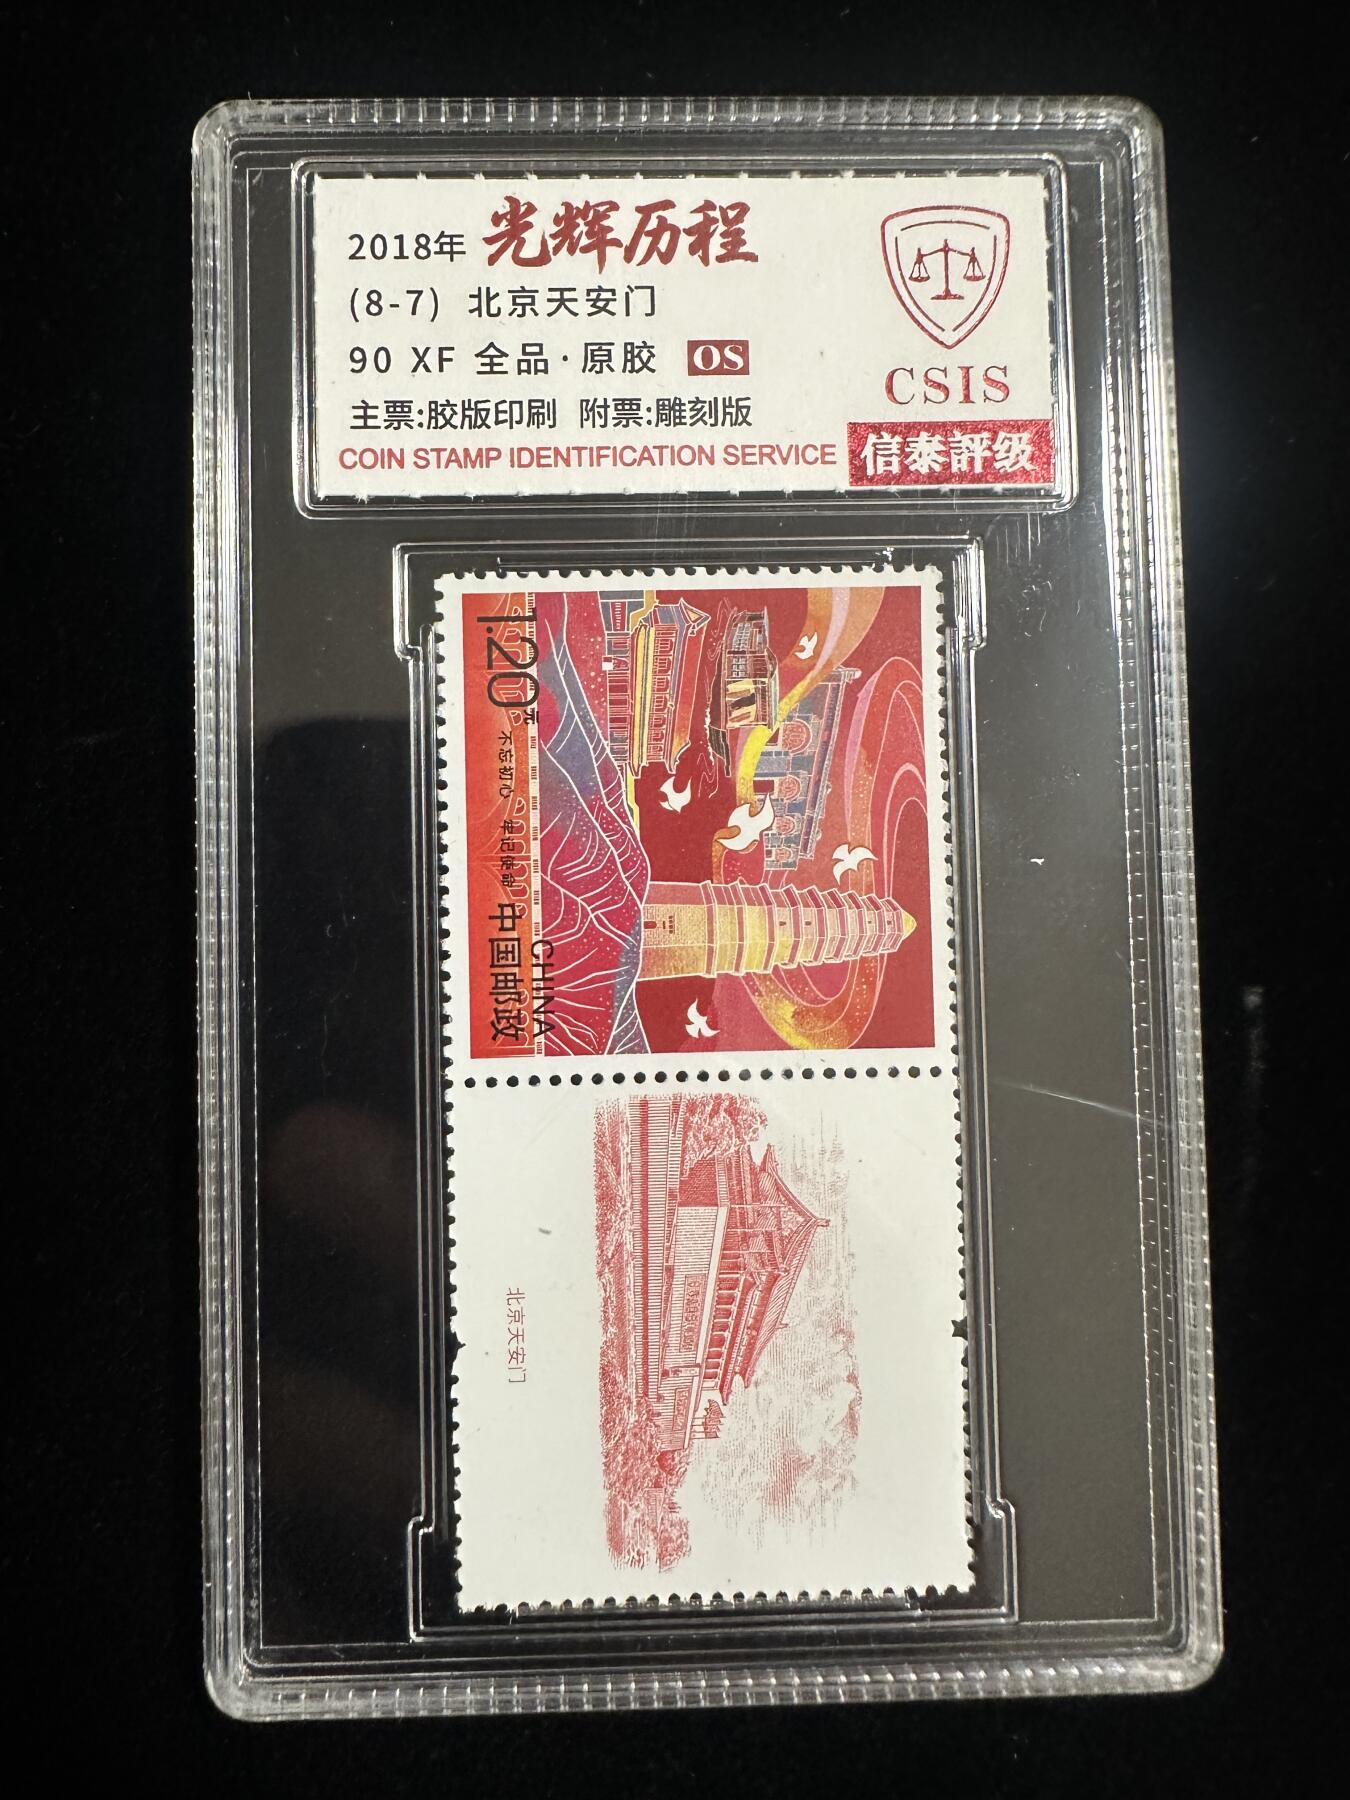 2018年 光辉历程
(8-7) 北京天安门
90 XF 全品·原胶 OS
主票:胶版印刷 附票:雕刻版
COIN STAMP IDENTIFICATION SERVICE
CSIS
信泰評级
1.20元
不忘初心 牢记使命
中国邮政
CHINA
北京天安门